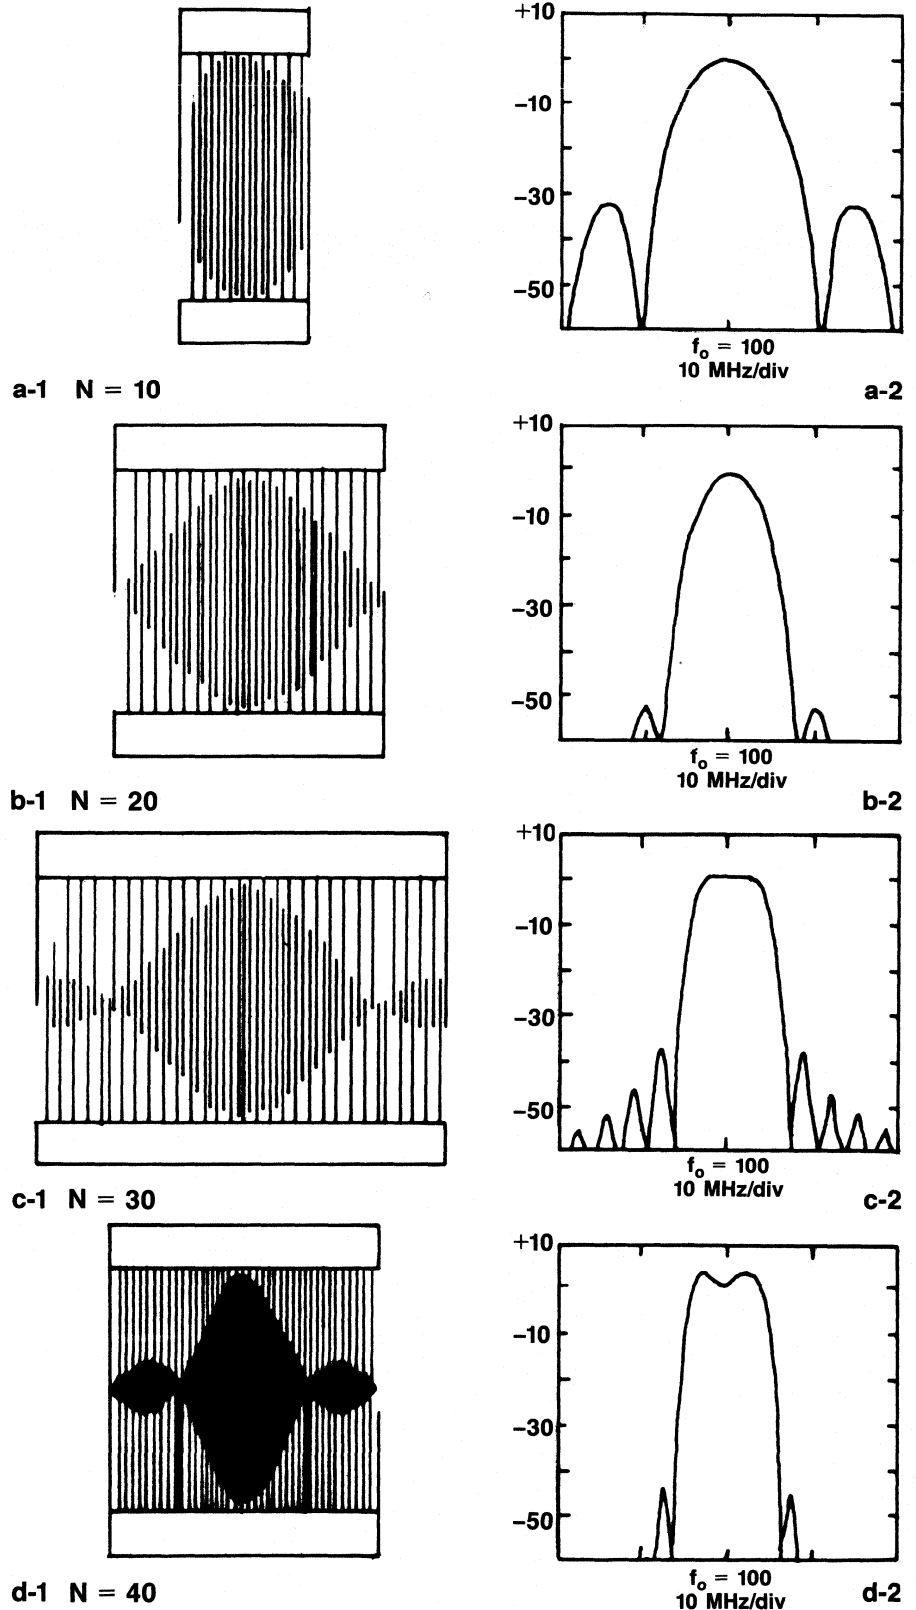 +10
-10
-30
-50
f₀ = 100
10 MHz/div
a-1 N = 10
a-2
+10
-10
-30
-50
f₀ = 100
10 MHz/div
b-1 N = 20
b-2
+10
-10
-30
-50
f₀ = 100
10 MHz/div
c-1 N = 30
c-2
+10
-10
-30
-50
f₀ = 100
10 MHz/div
d-1 N = 40
d-2